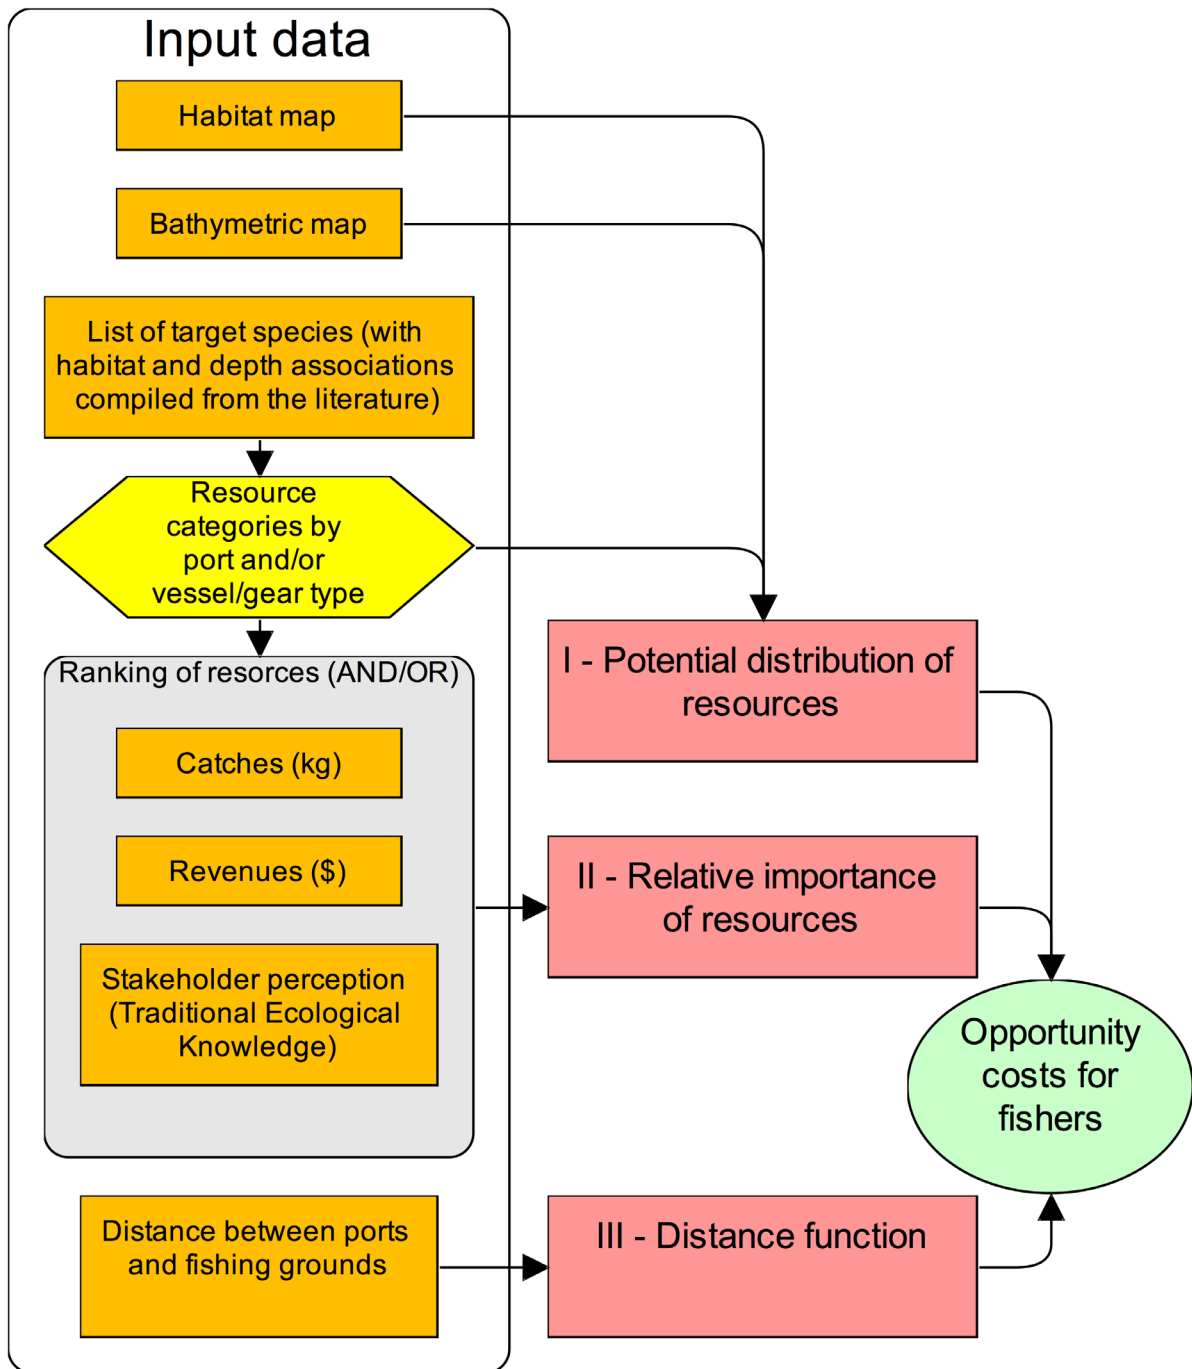 Input data
Habitat map
Bathymetric map
List of target species (with
habitat and depth associations
compiled from the literature)
Resource
categories by
port and/or
vessel/gear type
Ranking of resorces (AND/OR)
Catches (kg)
Revenues ($)
Stakeholder perception
(Traditional Ecological
Knowledge)
Distance between ports
and fishing grounds
I - Potential distribution of
resources
II - Relative importance
of resources
III - Distance function
Opportunity
costs for
fishers